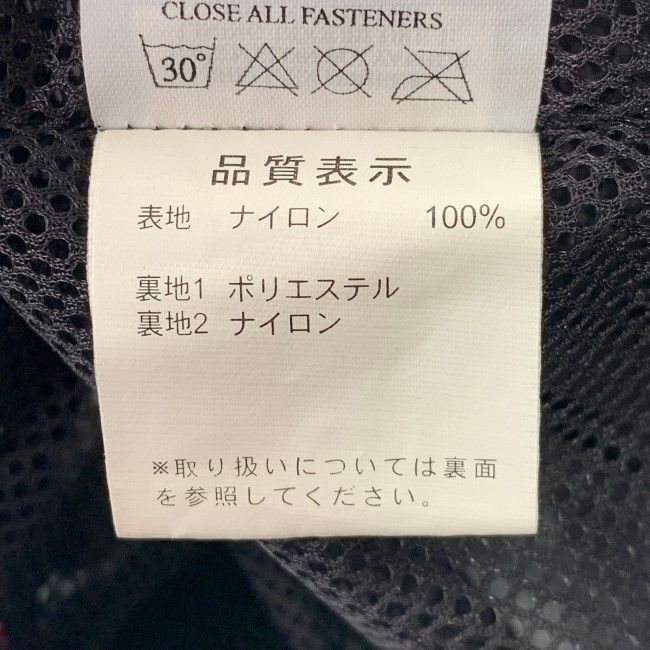 CLOSE ALL FASTENERS
30°
品質表示
表地 ナイロン 100%
裏地1 ポリエステル
裏地2 ナイロン
※取り扱いについては裏面
を参照してください。